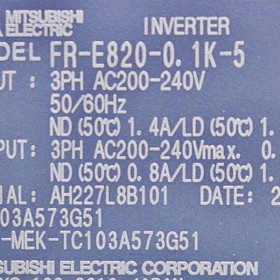 MITSUBISHI ELECTRIC INVERTER
MODEL FR-E820-0.1K-5
UT : 3PH AC200-240V
50/60Hz
ND (50℃) 1.4A/LD (50℃) 1.
PUT: 3PH AC200-240Vmax. 0.
ND (50℃) 0.8A/LD (50℃) 1.
IAL: AH227L8B101 DATE: 2
03A573G51
-MEK-TC103A573G51
SUBISHI ELECTRIC CORPORATION